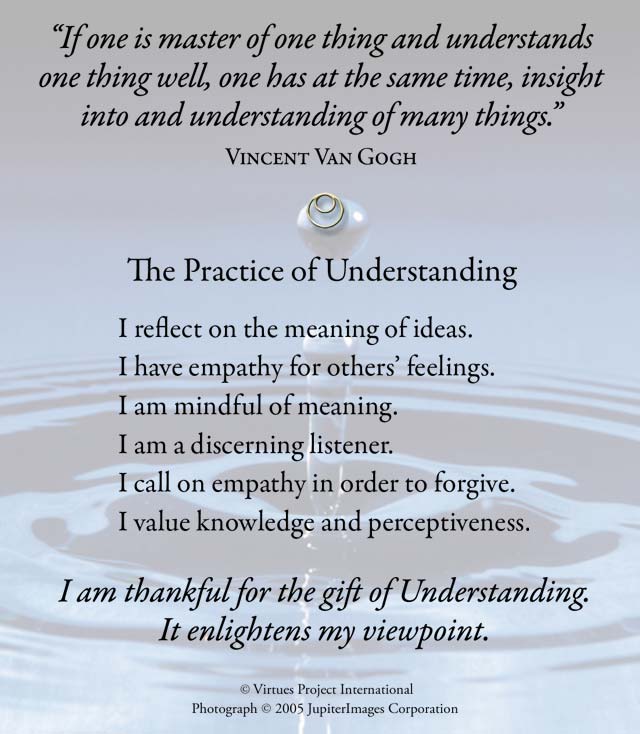 “If one is master of one thing and understands
one thing well, one has at the same time, insight
into and understanding of many things.”
Vincent Van Gogh
The Practice of Understanding
I reflect on the meaning of ideas.
I have empathy for others’ feelings.
I am mindful of meaning.
I am a discerning listener.
I call on empathy in order to forgive.
I value knowledge and perceptiveness.
I am thankful for the gift of Understanding.
It enlightens my viewpoint.
© Virtues Project International
Photograph © 2005 JupiterImages Corporation